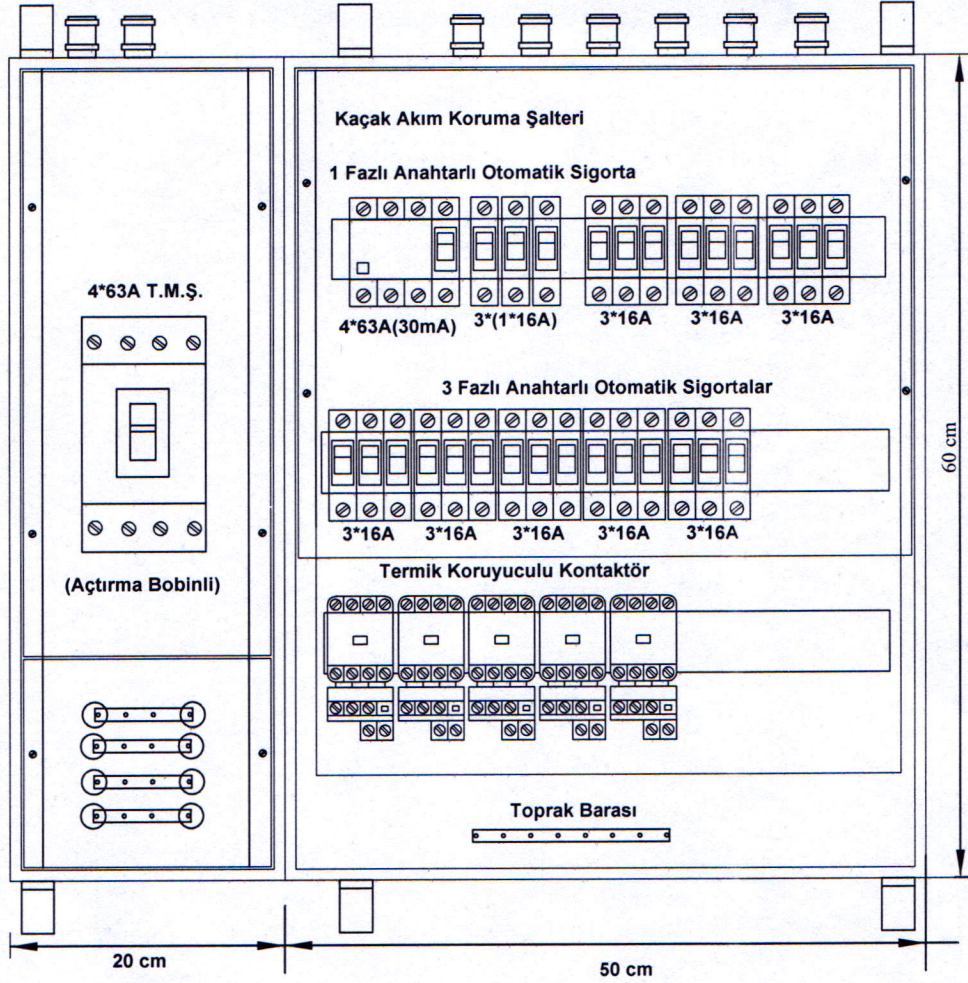 Kaçak Akım Koruma Şalteri
1 Fazlı Anahtarlı Otomatik Sigorta
4*63A T.M.Ş.
4*63A(30mA)
3*(1*16A)
3*16A
3*16A
3*16A
3 Fazlı Anahtarlı Otomatik Sigortalar
3*16A
3*16A
3*16A
3*16A
3*16A
(Açtırma Bobinli)
Termik Koruyuculu Kontaktör
Toprak Barası
60 cm
20 cm
50 cm